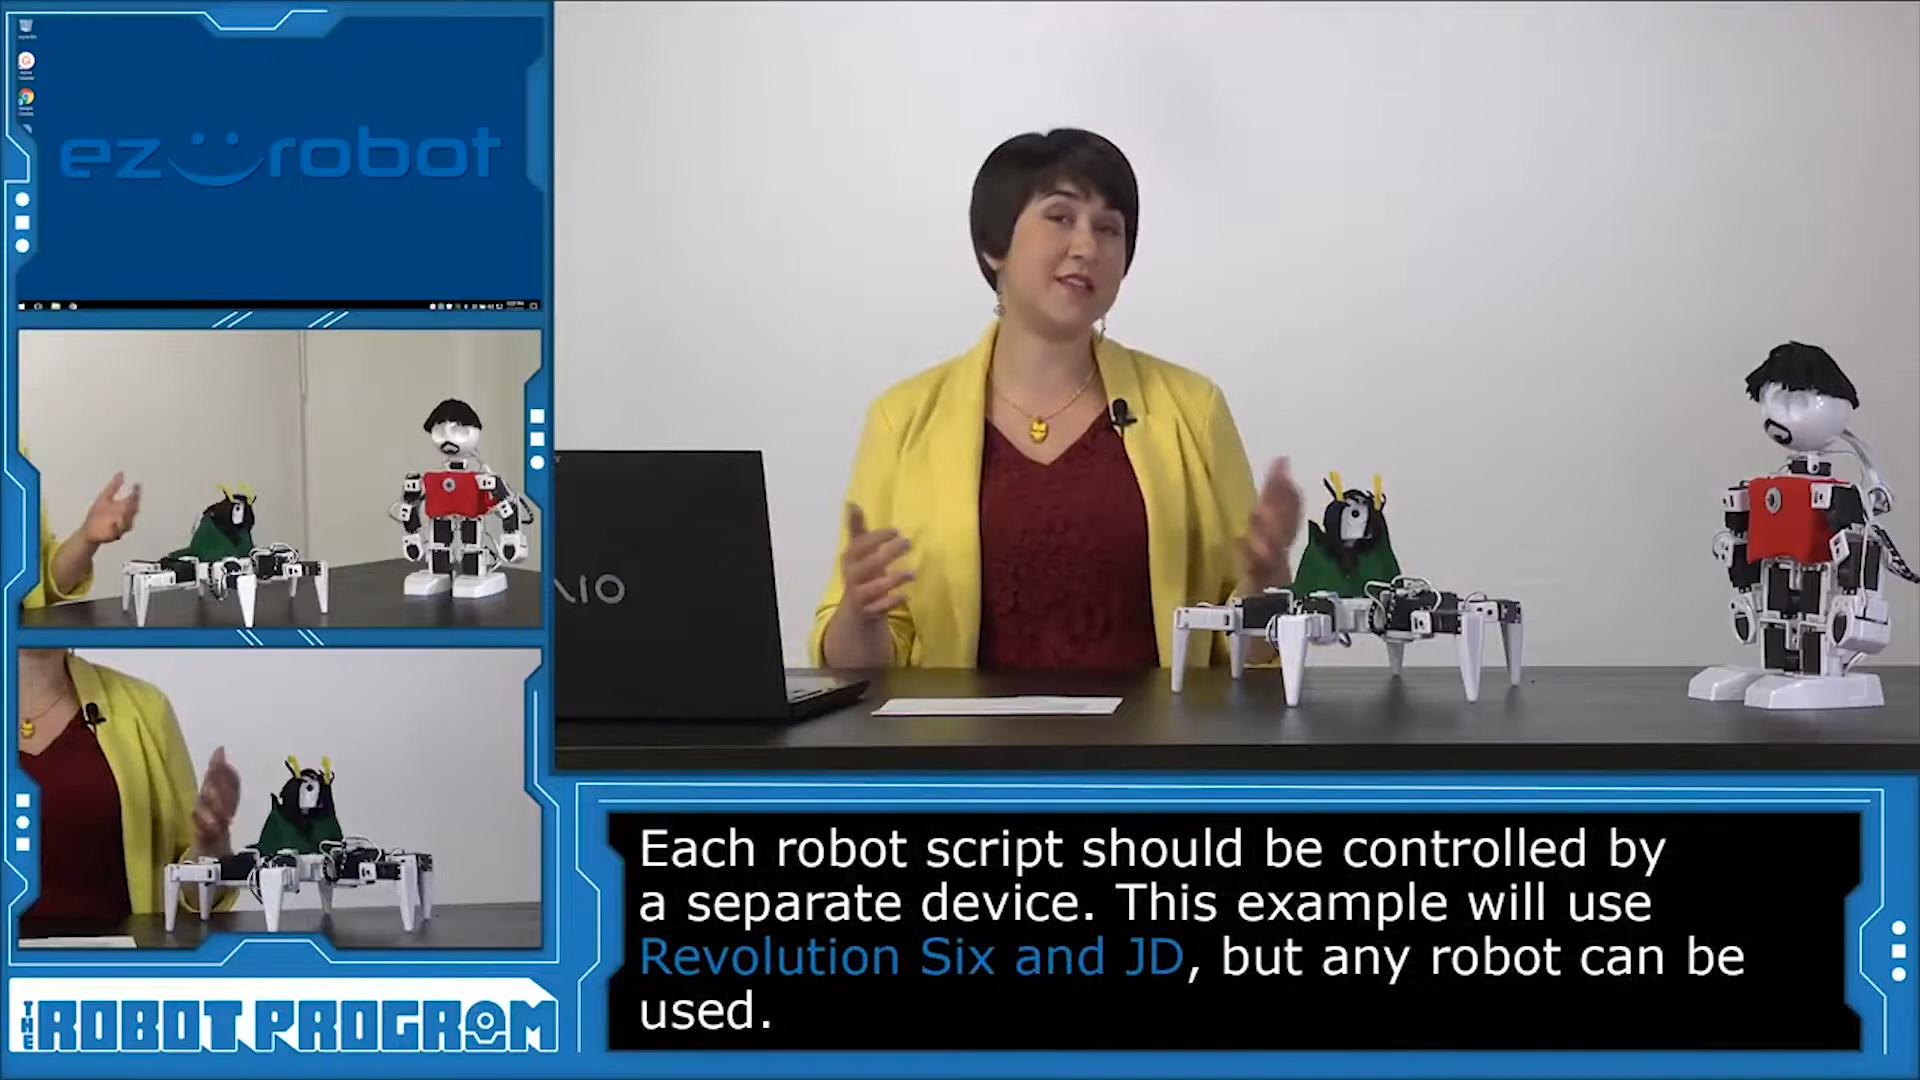 ez robot
AIO
Each robot script should be controlled by
a separate device. This example will use
Revolution Six and JD, but any robot can be
used.
THE ROBOT PROGRAM